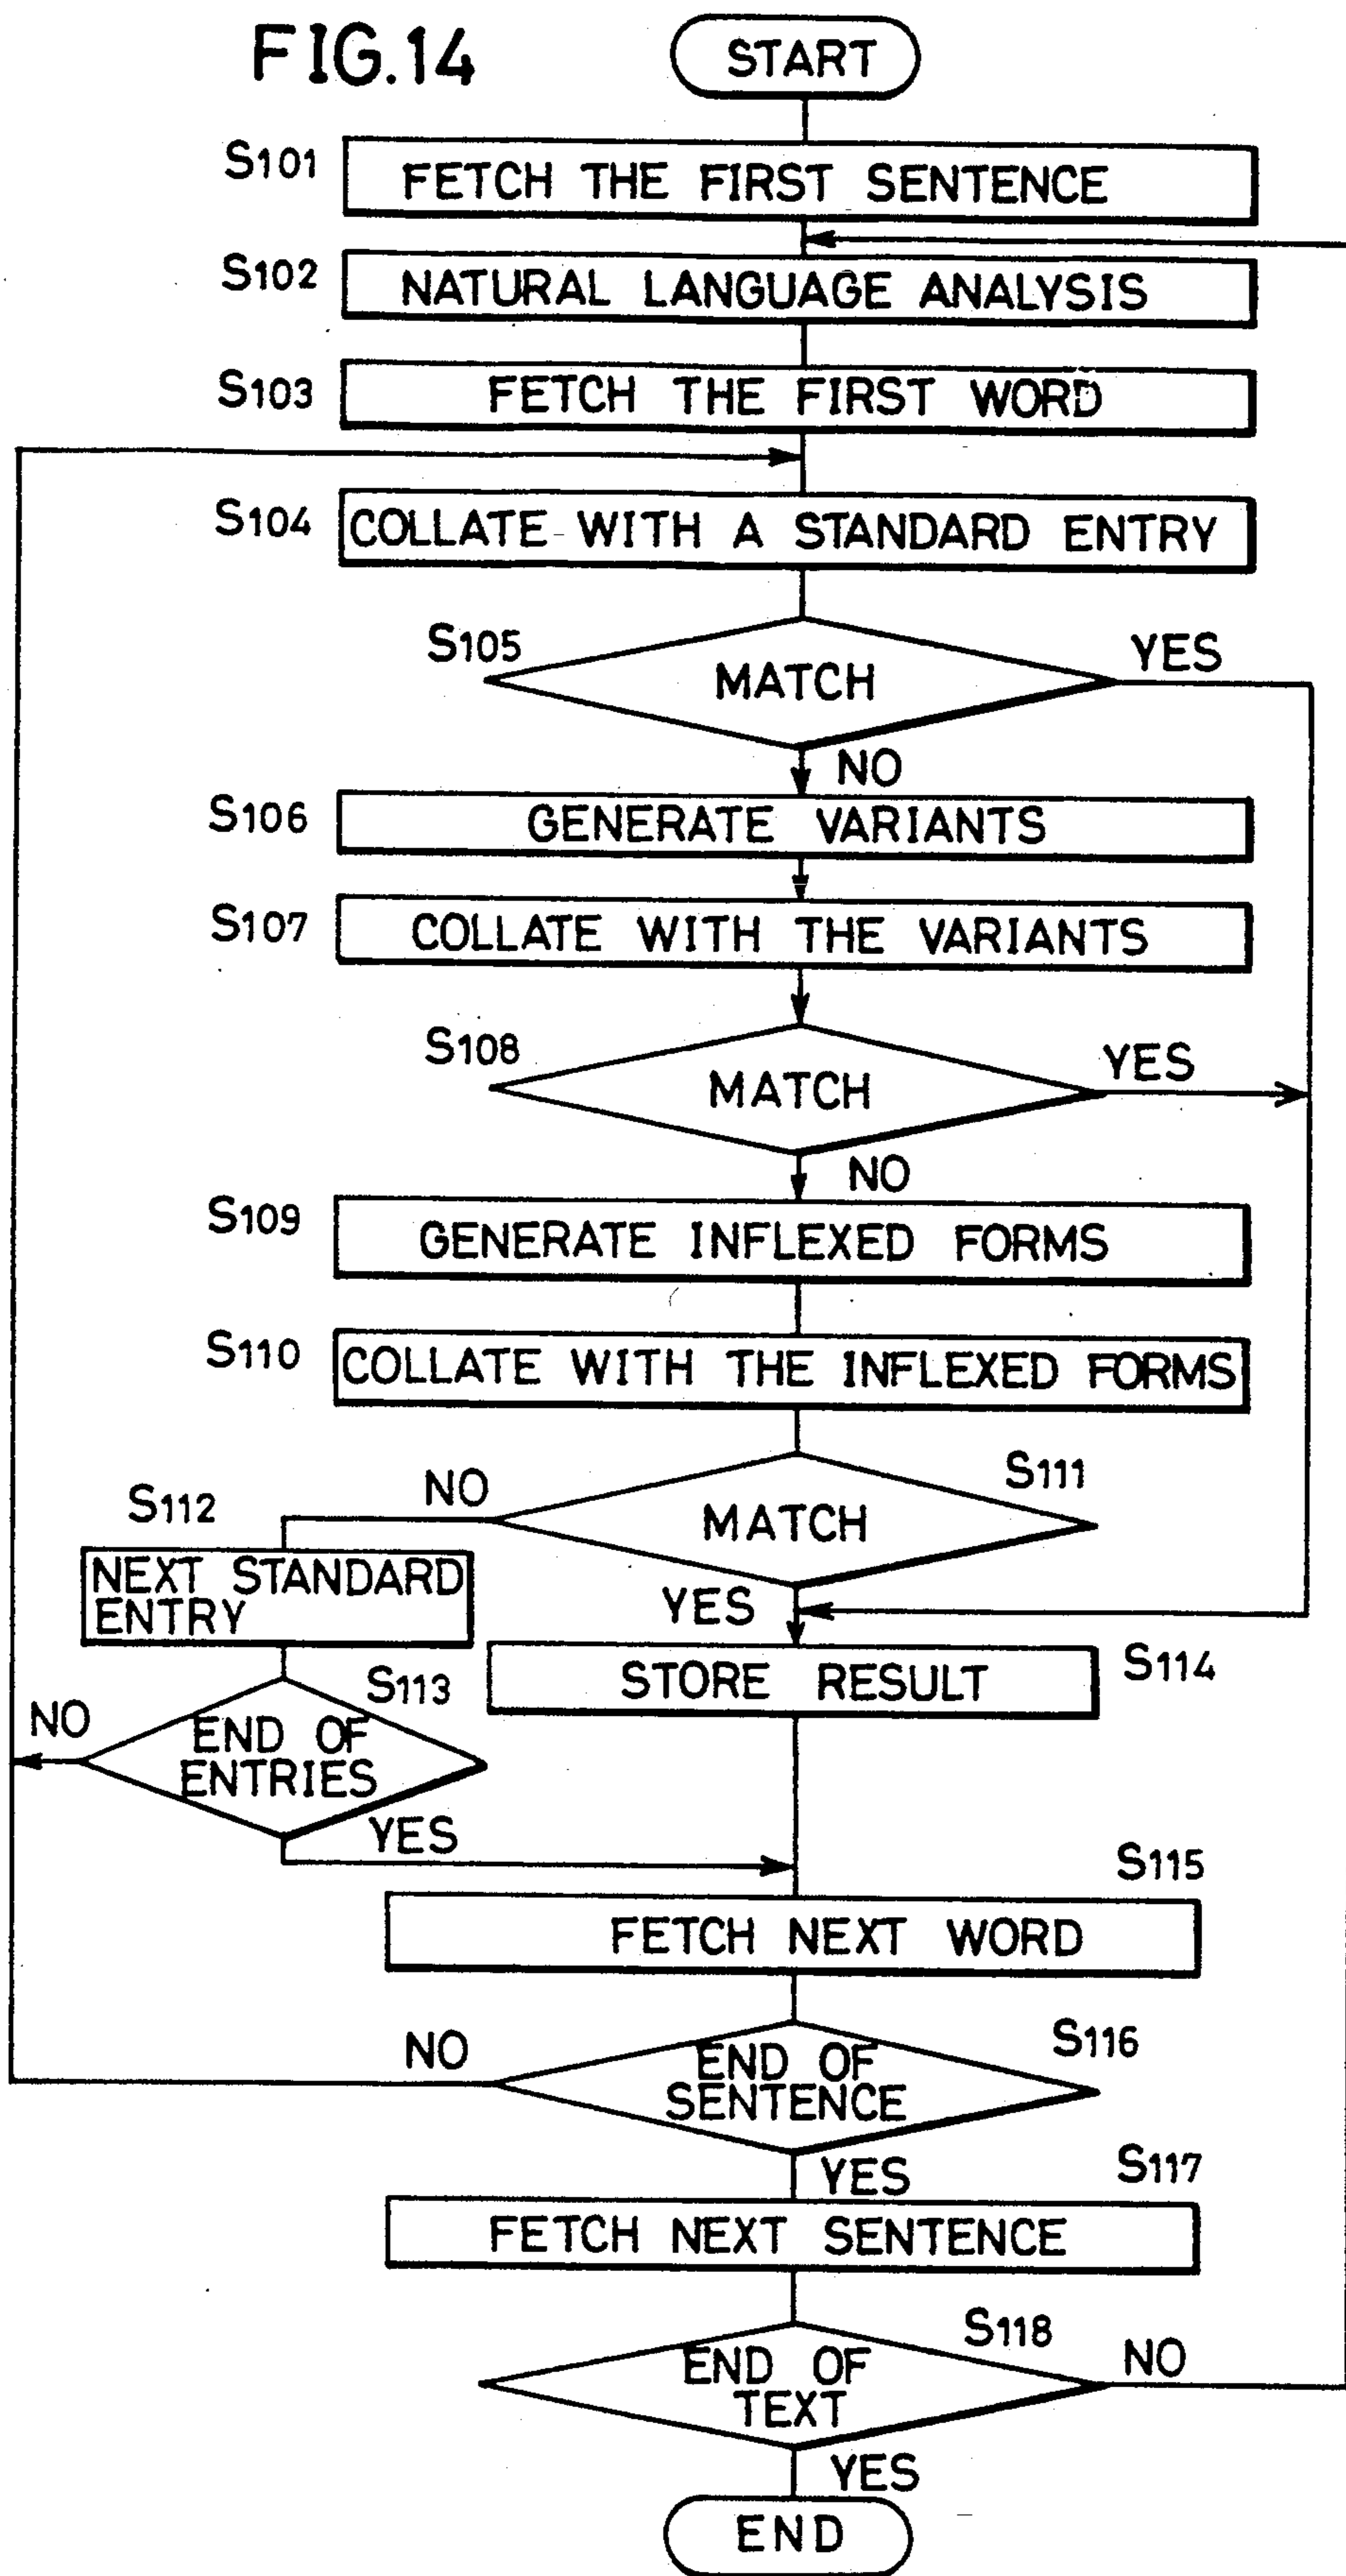 FIG.14
START
S101
FETCH THE FIRST SENTENCE
S102
NATURAL LANGUAGE ANALYSIS
S103
FETCH THE FIRST WORD
S104
COLLATE WITH A STANDARD ENTRY
S105
MATCH
YES
NO
S106
GENERATE VARIANTS
S107
COLLATE WITH THE VARIANTS
S108
MATCH
YES
NO
S109
GENERATE INFLEXED FORMS
S110
COLLATE WITH THE INFLEXED FORMS
S111
MATCH
NO
YES
S112
NEXT STANDARD
ENTRY
S113
END OF
ENTRIES
NO
YES
STORE RESULT
S114
S115
FETCH NEXT WORD
S116
END OF
SENTENCE
NO
YES
S117
FETCH NEXT SENTENCE
S118
END OF
TEXT
NO
YES
END